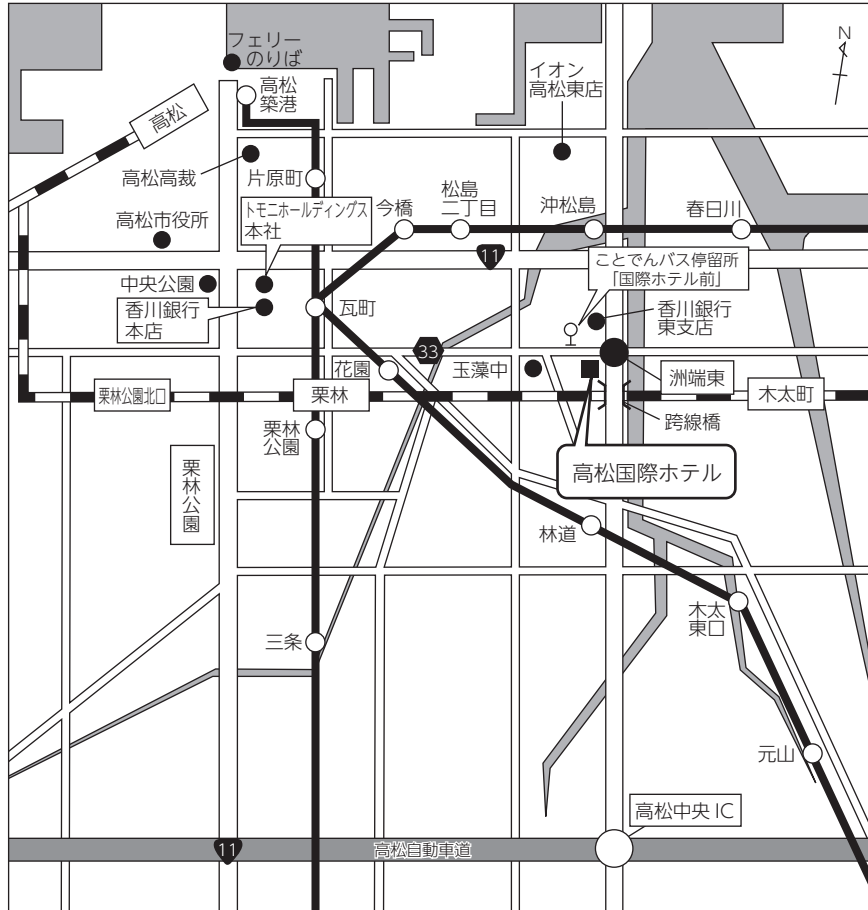 フェリー
のりば
N
高松
築港
イオン
高松東店
高松
高松高裁
片原町
トモニホールディングス
本社
今橋
松島
二丁目
沖松島
春日川
高松市役所
11
ことでんバス停留所
「国際ホテル前」
中央公園
香川銀行
本店
瓦町
香川銀行
東支店
33
花園
玉藻中
洲端東
栗林公園北口
栗林
木太町
跨線橋
栗林
公園
栗林公園
高松国際ホテル
林道
木太
東口
三条
元山
高松中央 IC
11
高松自動車道